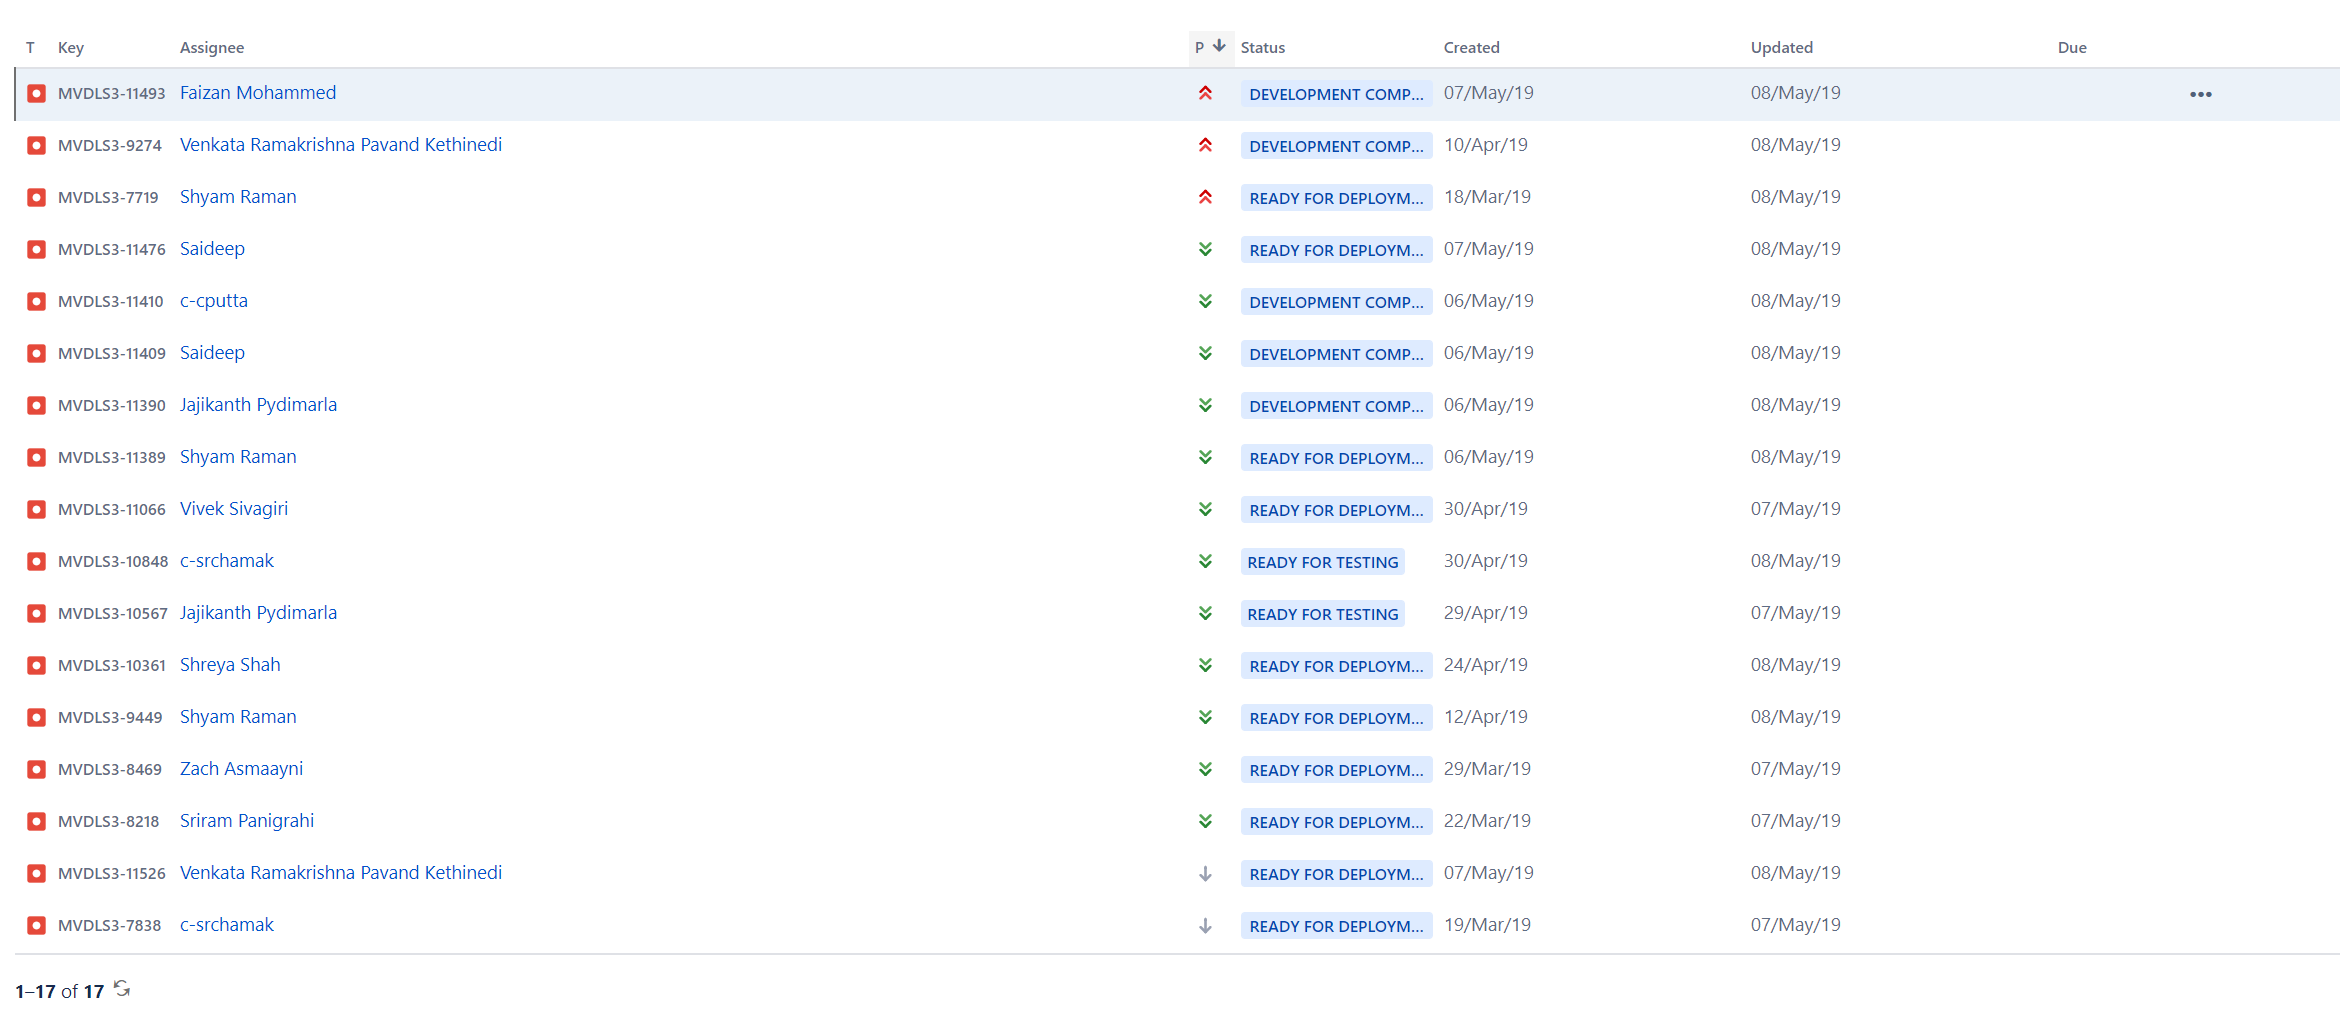 T Key Assignee P Status Created Updated Due
MVDLS3-11493 Faizan Mohammed DEVELOPMENT COMP... 07/May/19 08/May/19
MVDLS3-9274 Venkata Ramakrishna Pavand Kethinedi DEVELOPMENT COMP... 10/Apr/19 08/May/19
MVDLS3-7719 Shyam Raman READY FOR DEPLOYM... 18/Mar/19 08/May/19
MVDLS3-11476 Saideep READY FOR DEPLOYM... 07/May/19 08/May/19
MVDLS3-11410 c-cputta DEVELOPMENT COMP... 06/May/19 08/May/19
MVDLS3-11409 Saideep DEVELOPMENT COMP... 06/May/19 08/May/19
MVDLS3-11390 Jajikanth Pydimarla DEVELOPMENT COMP... 06/May/19 08/May/19
MVDLS3-11389 Shyam Raman READY FOR DEPLOYM... 06/May/19 08/May/19
MVDLS3-11066 Vivek Sivagiri READY FOR DEPLOYM... 30/Apr/19 07/May/19
MVDLS3-10848 c-srchamak READY FOR TESTING 30/Apr/19 08/May/19
MVDLS3-10567 Jajikanth Pydimarla READY FOR TESTING 29/Apr/19 07/May/19
MVDLS3-10361 Shreya Shah READY FOR DEPLOYM... 24/Apr/19 08/May/19
MVDLS3-9449 Shyam Raman READY FOR DEPLOYM... 12/Apr/19 08/May/19
MVDLS3-8469 Zach Asmaayni READY FOR DEPLOYM... 29/Mar/19 07/May/19
MVDLS3-8218 Sriram Panigrahi READY FOR DEPLOYM... 22/Mar/19 07/May/19
MVDLS3-11526 Venkata Ramakrishna Pavand Kethinedi READY FOR DEPLOYM... 07/May/19 08/May/19
MVDLS3-7838 c-srchamak READY FOR DEPLOYM... 19/Mar/19 07/May/19
1–17 of 17